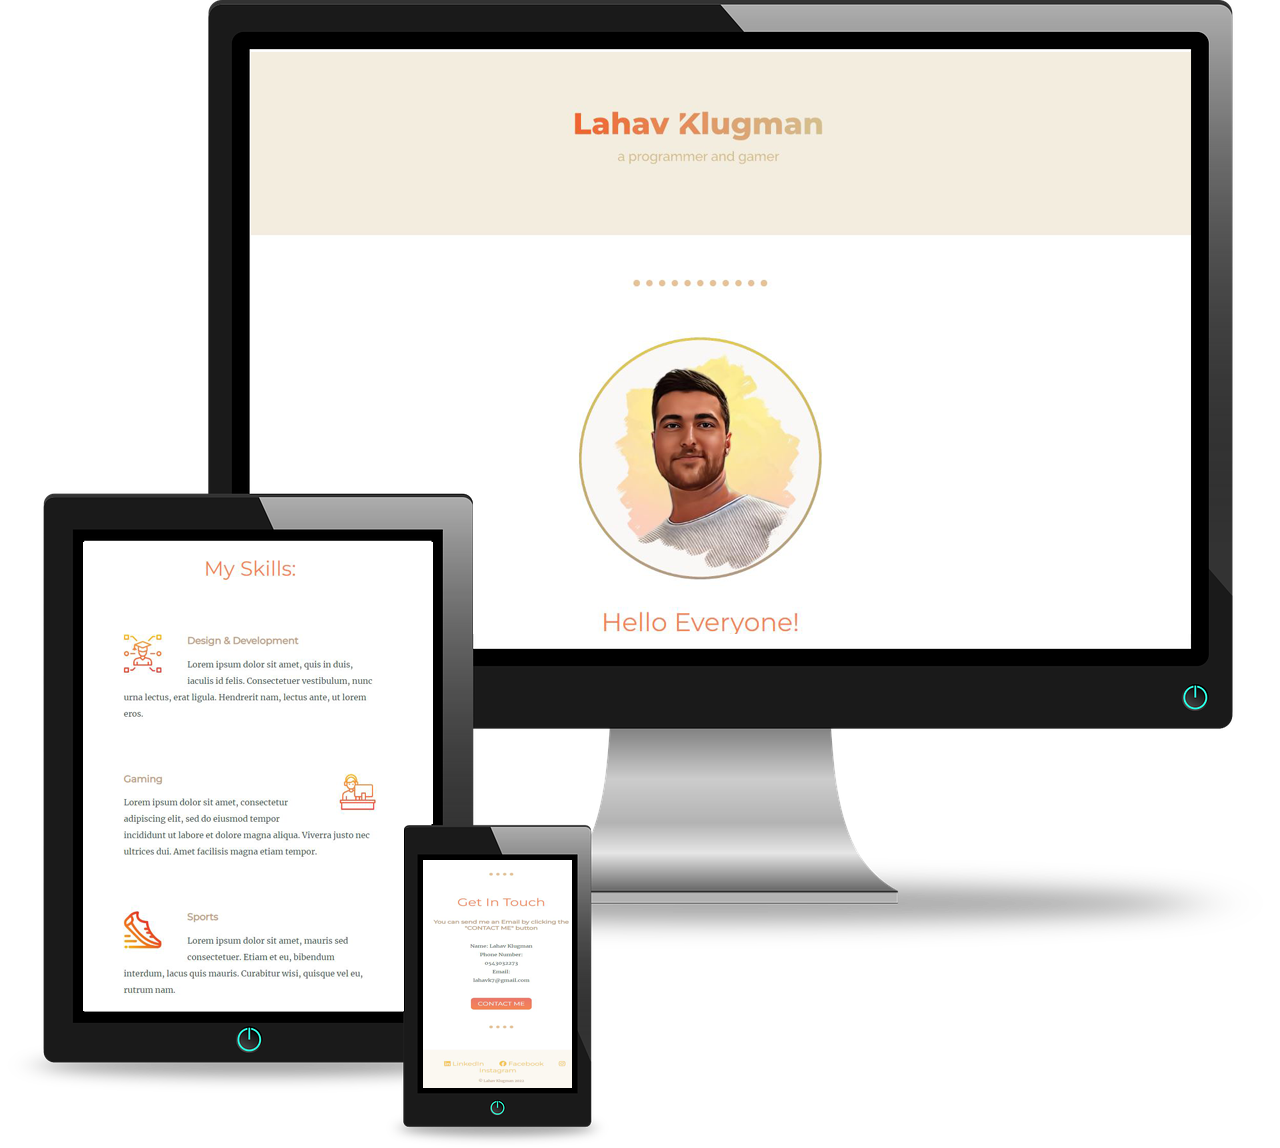 Lahav Klugman
a programmer and gamer
Hello Everyone!
My Skills:
Design & Development
Lorem ipsum dolor sit amet, quis in duis,
iaculis id felis. Consectetuer vestibulum, nunc
urna lectus, erat ligula. Hendrerit nam, lectus ante, ut lorem
eros.
Gaming
Lorem ipsum dolor sit amet, consectetur
adipiscing elit, sed do eiusmod tempor
incididunt ut labore et dolore magna aliqua. Viverra justo nec
ultrices dui. Amet facilisis magna etiam tempor.
Sports
Lorem ipsum dolor sit amet, mauris sed
consectetuer. Etiam et eu, bibendum
interdum, lacus quis mauris. Curabitur wisi, quisque vel eu,
rutrum nam.
Get In Touch
You can send me an Email by clicking the
"CONTACT ME" button
Name: Lahav Klugman
Phone Number:
0543032273
Email:
lahavk7@gmail.com
CONTACT ME
LinkedIn Facebook
Instagram
© Lahav Klugman 2022